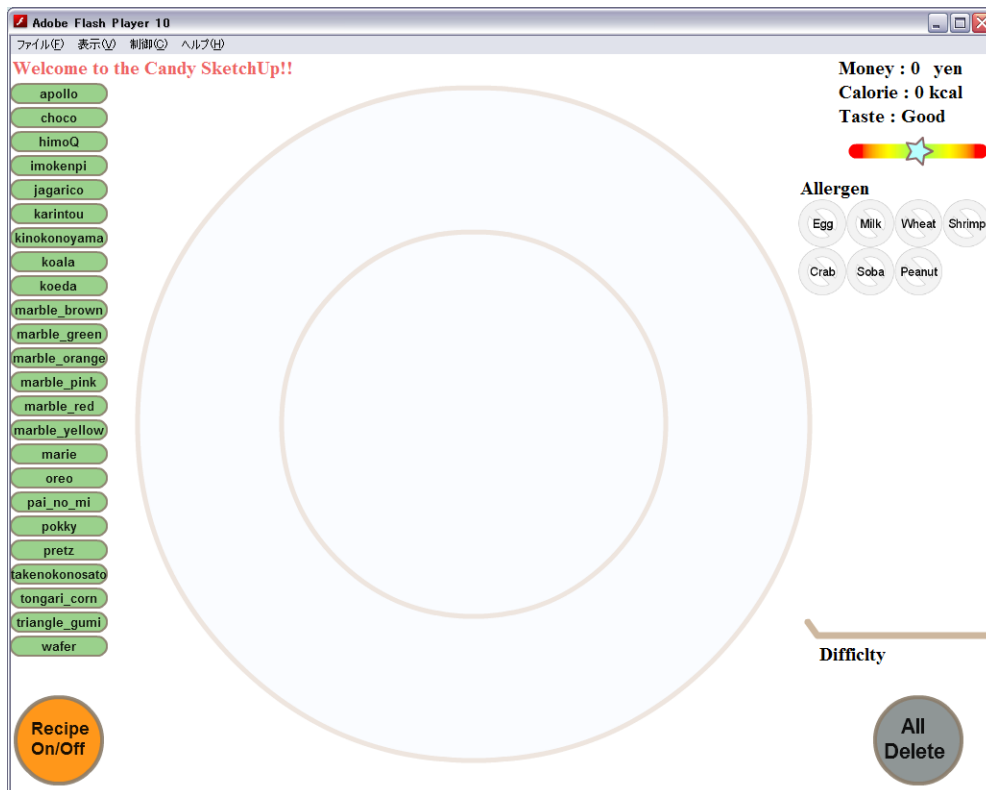 Adobe Flash Player 10
ファイル(F) 表示(V) 制御(C) ヘルプ(H)
Welcome to the Candy SketchUp!!
apollo
choco
himoQ
imokenpi
jagarico
karintou
kinokonoyama
koala
koeda
marble_brown
marble_green
marble_orange
marble_pink
marble_red
marble_yellow
marie
oreo
pai_no_mi
pokky
pretz
takenokonosato
tongari_corn
triangle_gumi
wafer
Recipe
On/Off
Money : 0 yen
Calorie : 0 kcal
Taste : Good
Allergen
Egg Milk Wheat Shrimp
Crab Soba Peanut
Difficlty
All
Delete